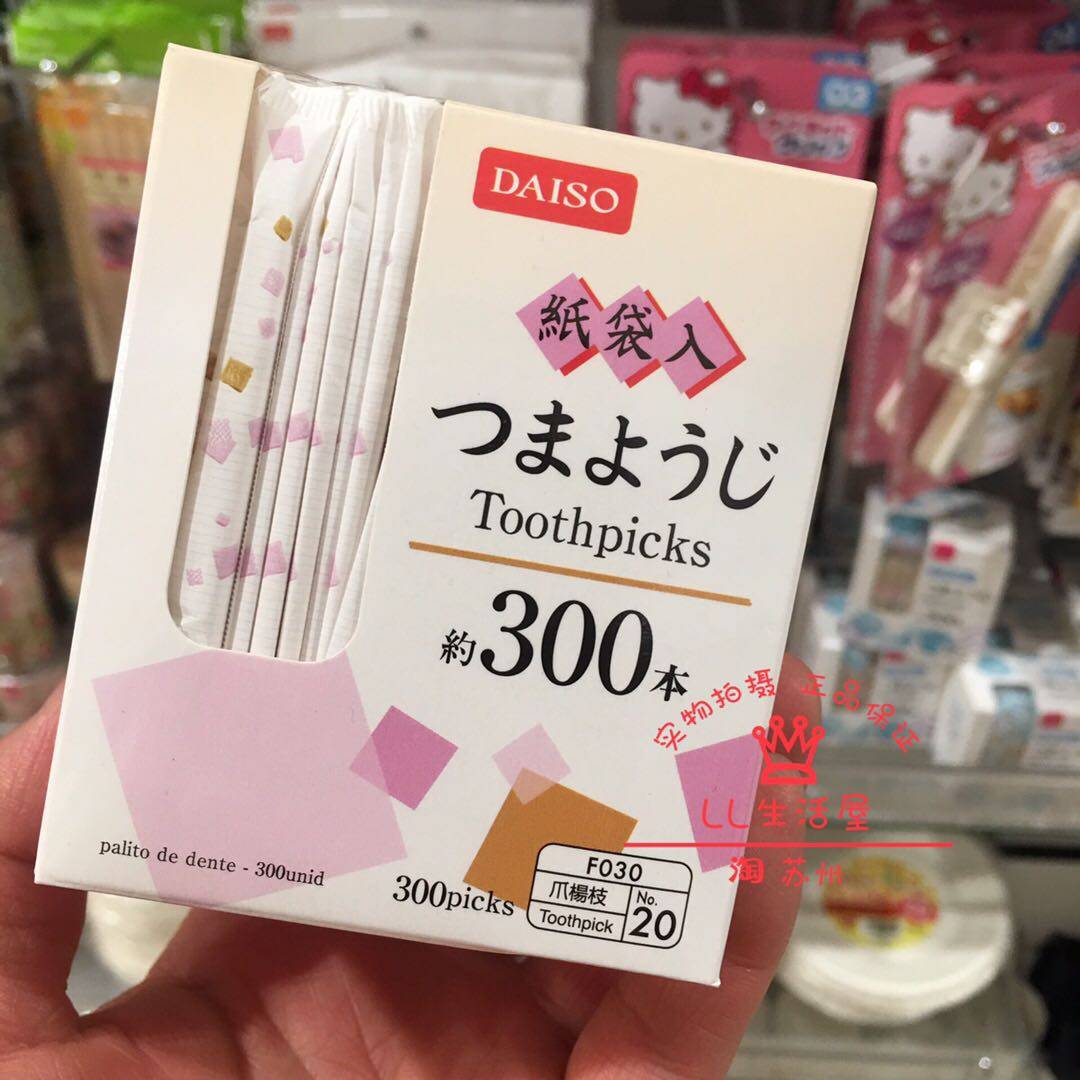 DAISO
紙袋入
つまようじ
Toothpicks
約300本
palito de dente - 300unid
300picks
F030
爪楊枝
Toothpick
No.
20
实物拍摄 正品保证
LL生活屋
淘 苏州